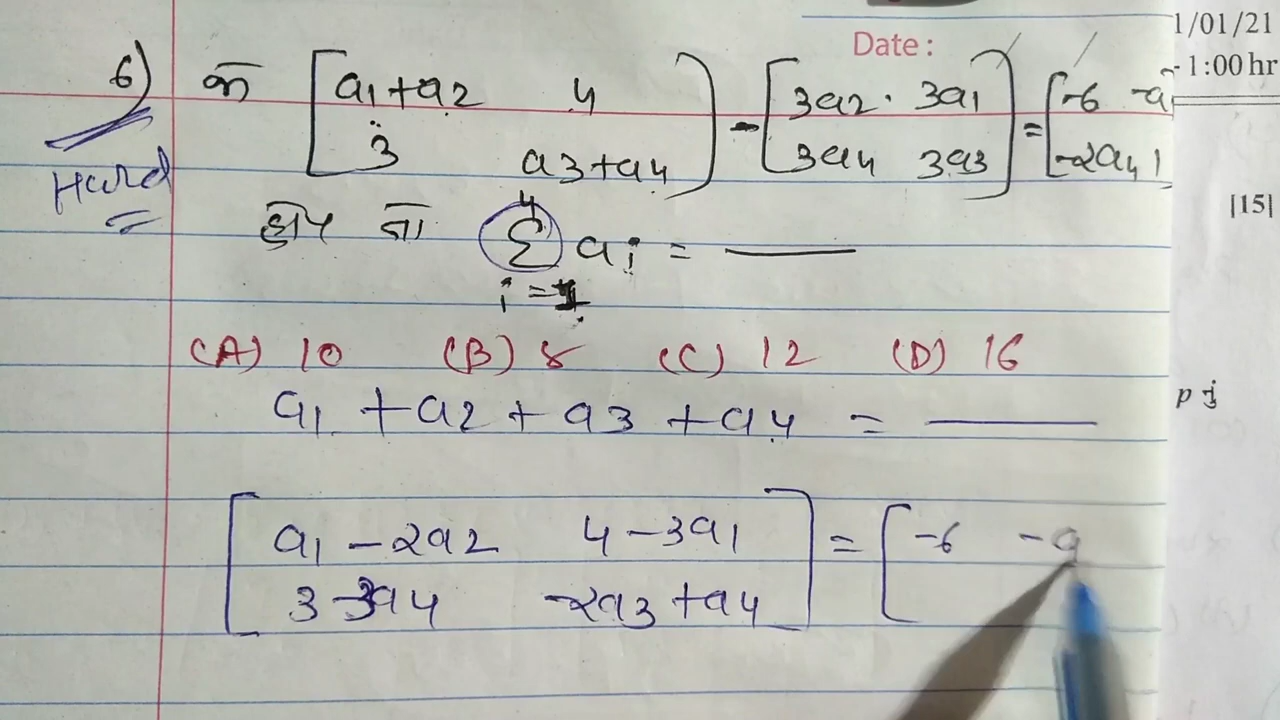 Date :
1/01/21
- 1:00 hr
6) [a1+a2 4 3 a3+a4] - [3a2 · 3a1 3a4 3a3] = [-6 -a -2a4 1
Hard
[15]
4 Σ i=1 ai = ____
(A) 10 (B) 8 (C) 12 (D) 16
a1 + a2 + a3 + a4 = ____
[a1 - 2a2 4 - 3a1 ] = [ -6 -a
3 - 3a4 -2a3 + a4